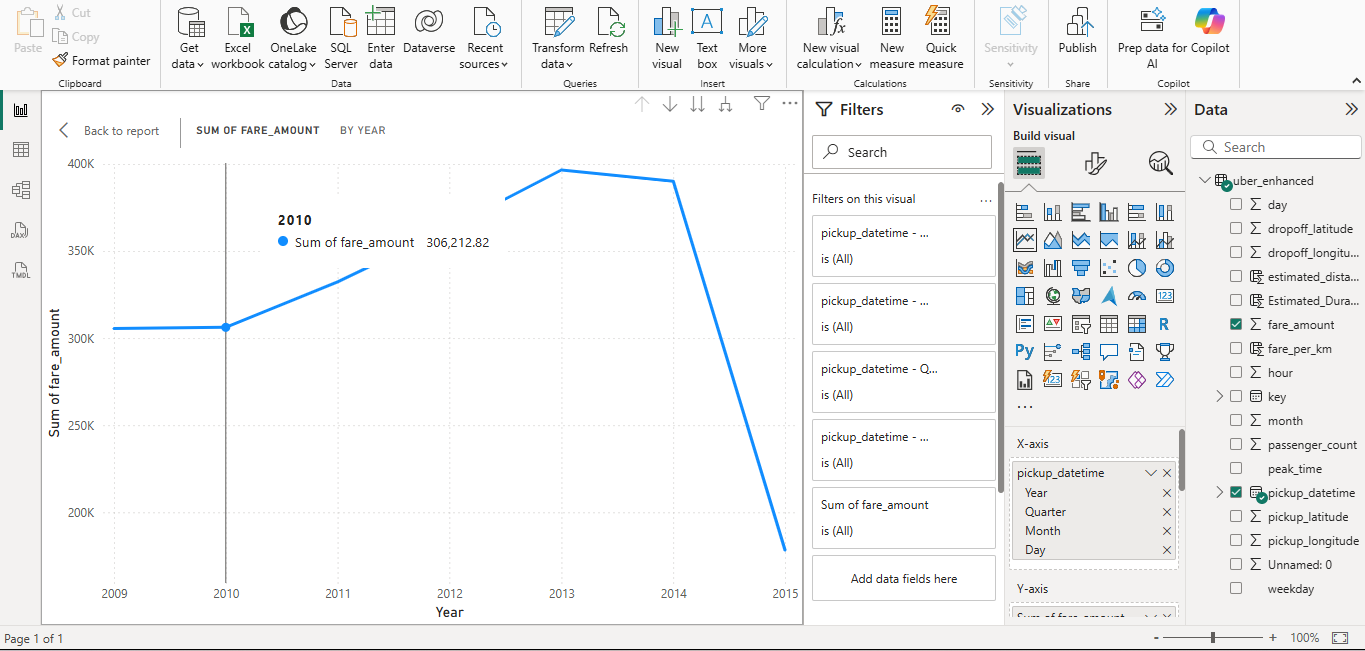 Paste
Cut
Copy
Format painter
Clipboard
Get data
Excel workbook
OneLake catalog
SQL Server
Enter data
Dataverse
Recent sources
Data
Transform data
Refresh
Queries
New visual
Text box
More visuals
Insert
New visual calculation
New measure
Quick measure
Calculations
Sensitivity
Sensitivity
Publish
Share
Prep data for AI
Copilot
Copilot
Back to report
SUM OF FARE_AMOUNT
BY YEAR
400K
350K
300K
250K
200K
Sum of fare_amount
2010
Sum of fare_amount 306,212.82
2009
2010
2011
2012
2013
2014
2015
Year
DAX
TMDL
Filters
Search
Filters on this visual
...
pickup_datetime - ...
is (All)
pickup_datetime - ...
is (All)
pickup_datetime - Q...
is (All)
pickup_datetime - ...
is (All)
Sum of fare_amount
is (All)
Add data fields here
Visualizations
Build visual
123
R
Py
123
...
X-axis
pickup_datetime
Year
Quarter
Month
Day
Y-axis
Sum of fare_amount
Data
Search
uber_enhanced
day
dropoff_latitude
dropoff_longitu...
estimated_dista...
Estimated_Dura...
fare_amount
fare_per_km
hour
key
month
passenger_count
peak_time
pickup_datetime
pickup_latitude
pickup_longitude
Unnamed: 0
weekday
Page 1 of 1
- + 100%